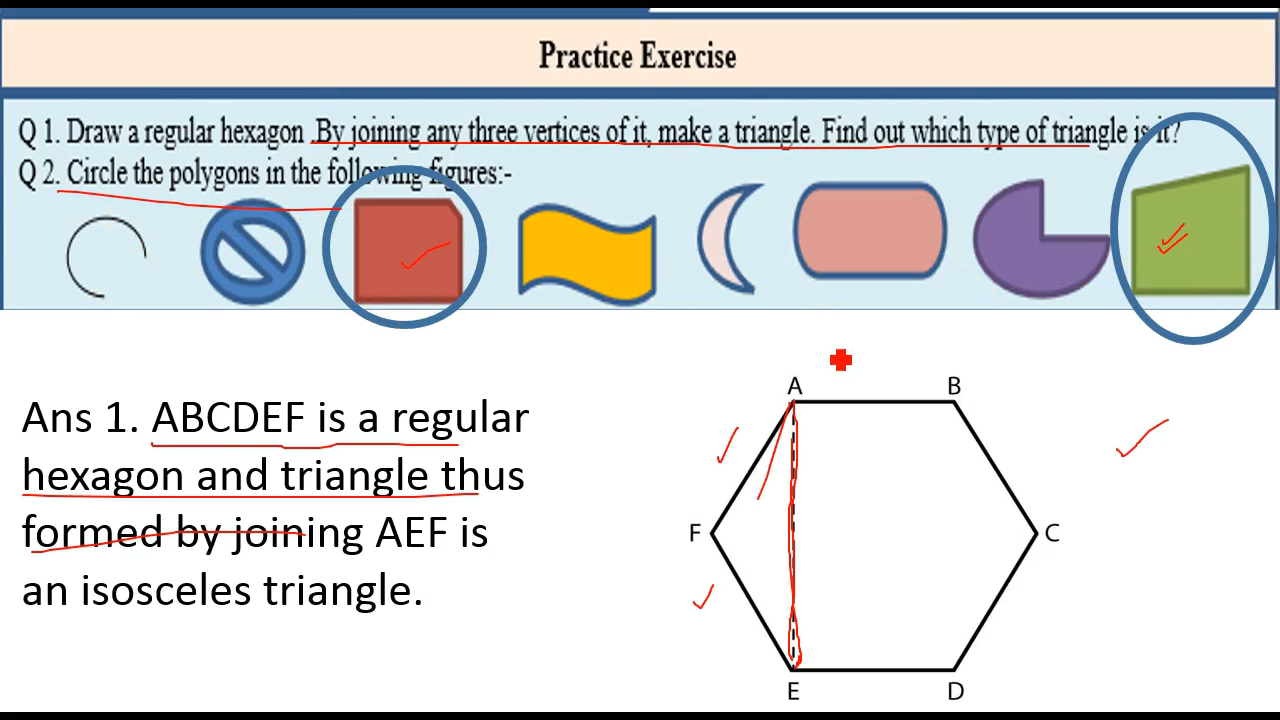 Practice Exercise
Q 1. Draw a regular hexagon .By joining any three vertices of it, make a triangle. Find out which type of triangle is it?
Q 2. Circle the polygons in the following figures:-
Ans 1. ABCDEF is a regular
hexagon and triangle thus
formed by joining AEF is
an isosceles triangle.
A
B
F
C
E
D